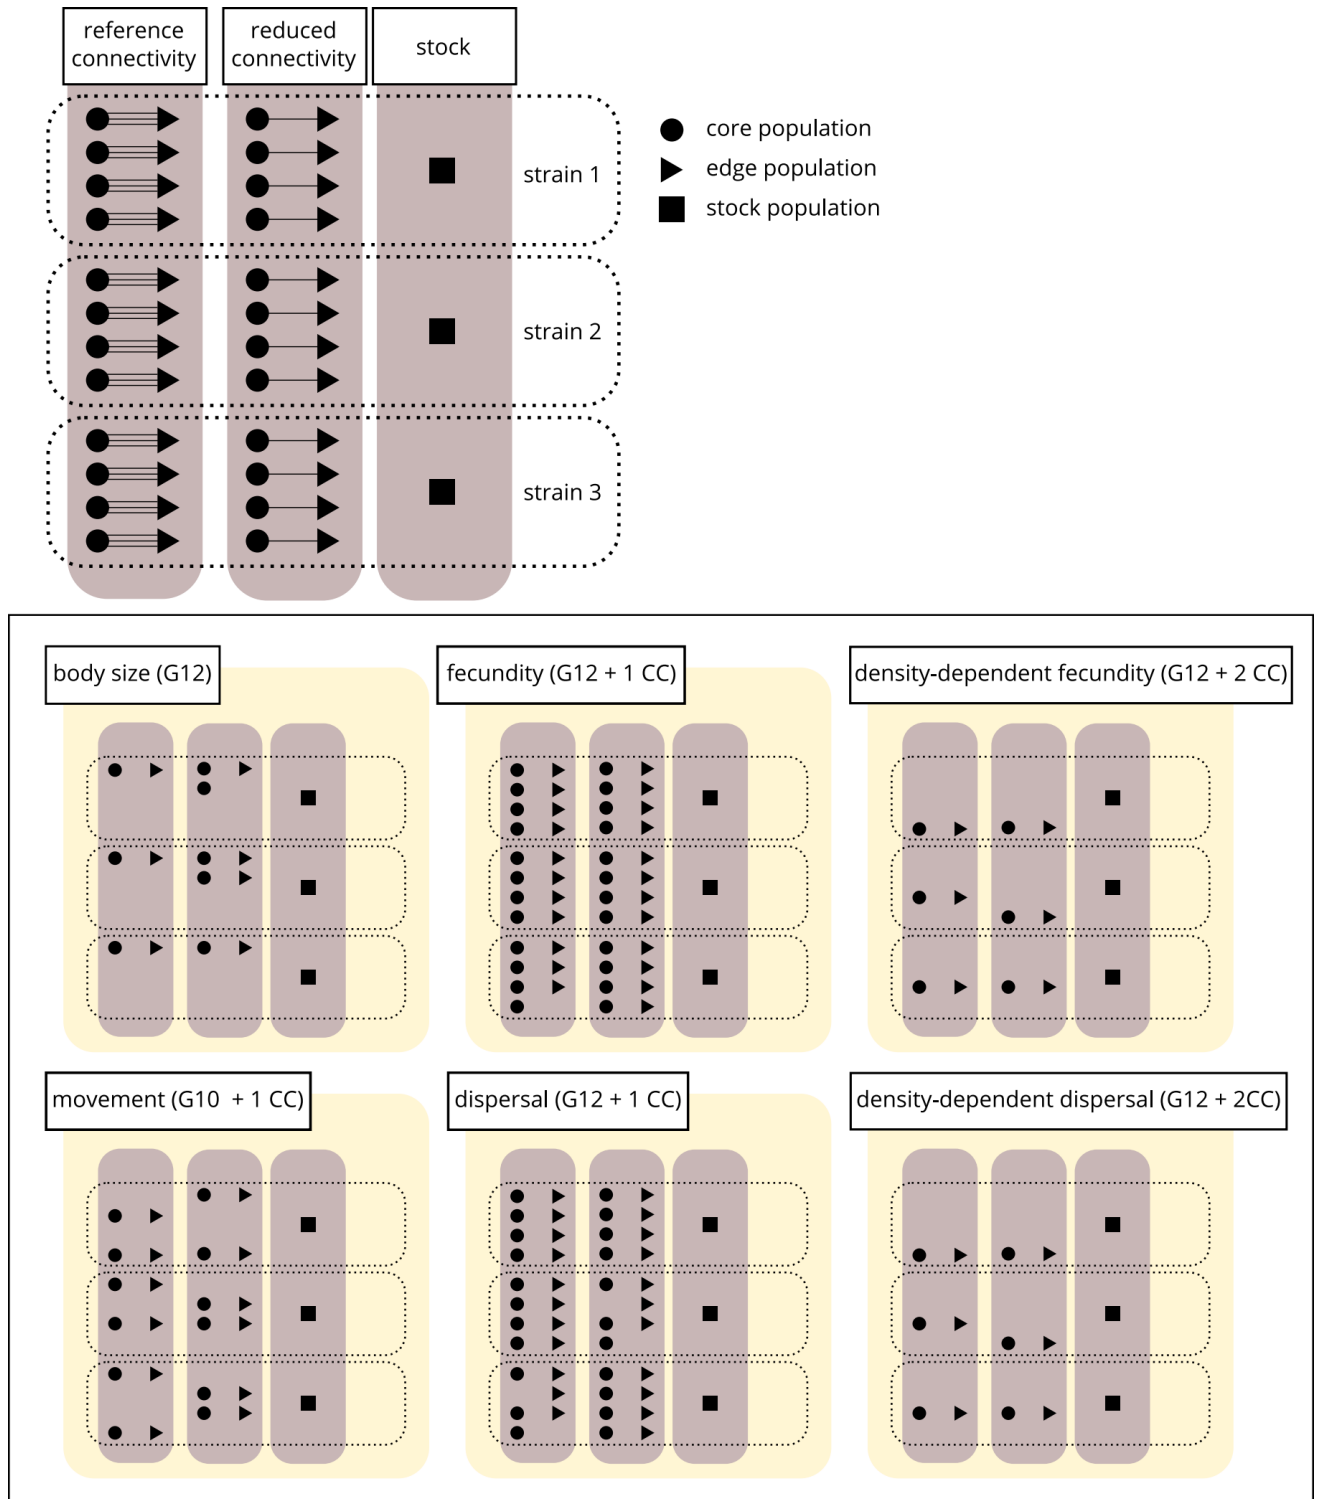 reference
connectivity
reduced
connectivity
stock
core population
edge population
stock population
strain 1
strain 2
strain 3
body size (G12)
fecundity (G12 + 1 CC)
density-dependent fecundity (G12 + 2 CC)
movement (G10  + 1 CC)
dispersal (G12 + 1 CC)
density-dependent dispersal (G12 + 2CC)